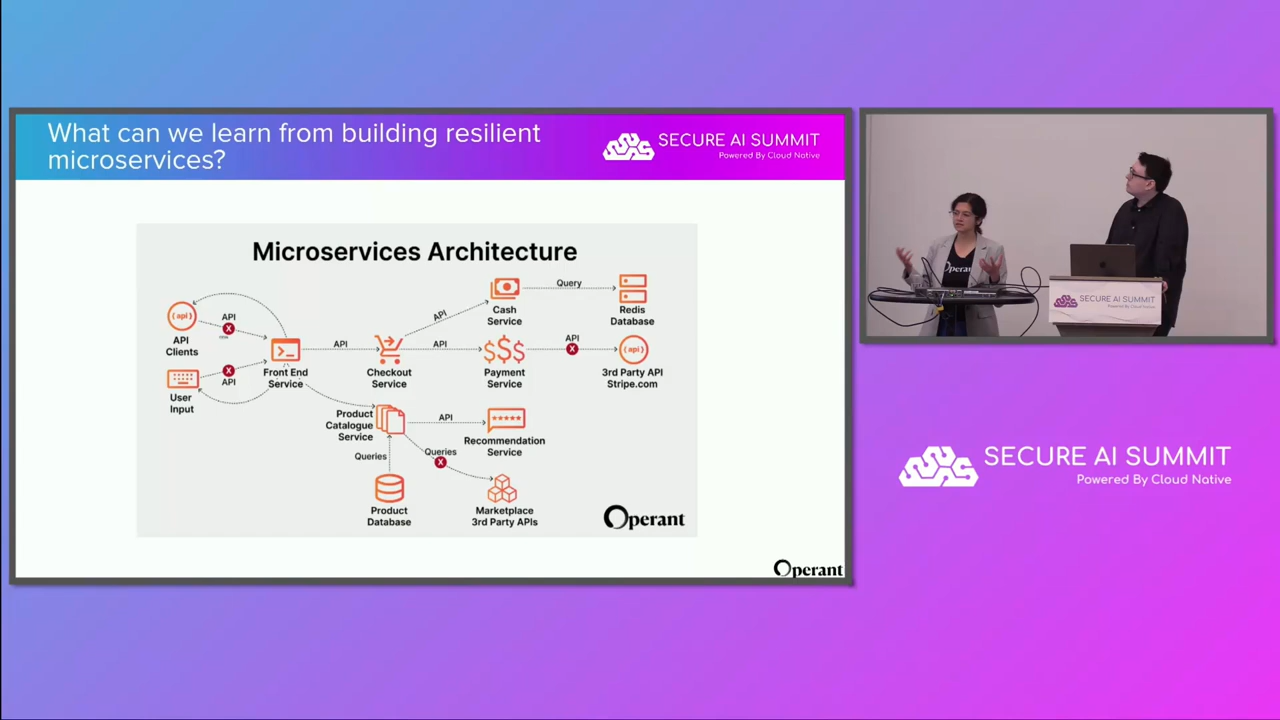 What can we learn from building resilient
microservices?
SECURE AI SUMMIT
Powered By Cloud Native
Microservices Architecture
{api}
API
Clients
API
X
User
Input
X
API
Front End
Service
API
Checkout
Service
API
Cash
Service
Query
Redis
Database
API
$$$
Payment
Service
API
X
{api}
3rd Party API
Stripe.com
Product
Catalogue
Service
API
Recommendation
Service
Queries
Queries
X
Product
Database
Marketplace
3rd Party APIs
Operant
Operant
Operant
SECURE AI SUMMIT
SECURE AI SUMMIT
Powered By Cloud Native